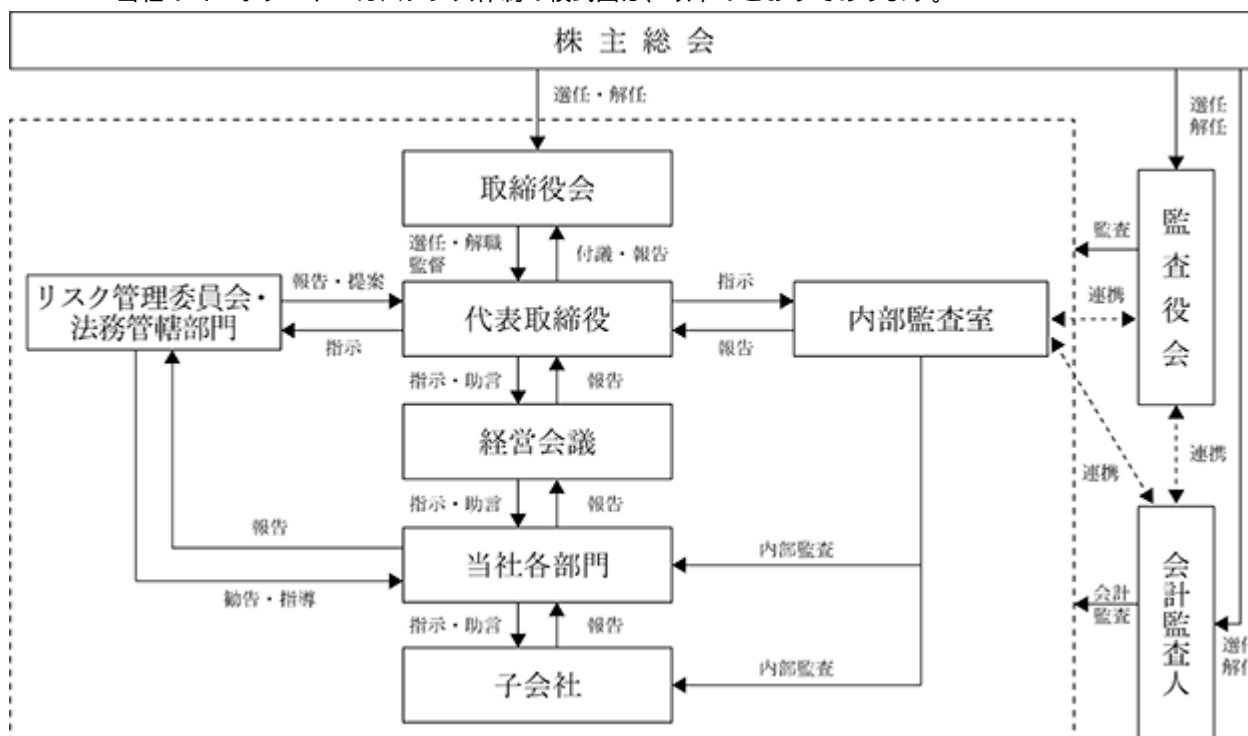 株主総会
選任・解任
選任
解任
取締役会
監査役会
監査
選任・解職
監督
付議・報告
リスク管理委員会・
法務管轄部門
報告・提案
指示
代表取締役
指示
報告
内部監査室
連携
指示・助言
報告
経営会議
連携
連携
指示・助言
報告
報告
当社各部門
内部監査
勧告・指導
会計
監査
会計監査人
選任
解任
指示・助言
報告
子会社
内部監査